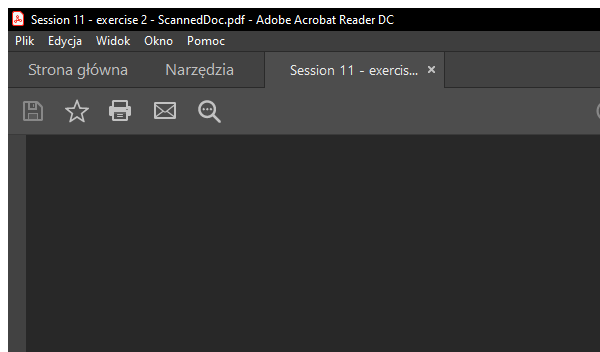 Session 11 - exercise 2 - ScannedDoc.pdf - Adobe Acrobat Reader DC
Plik Edycja Widok Okno Pomoc
Strona główna Narzędzia Session 11 - exercis... ×